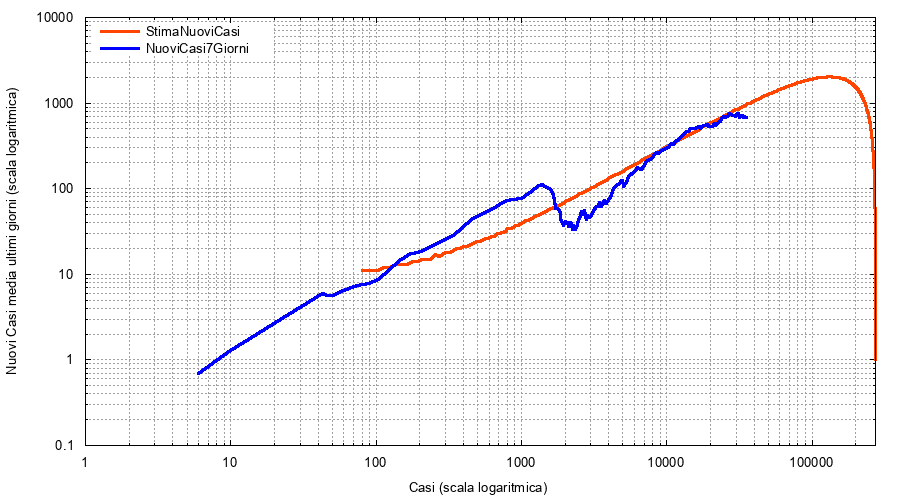 10000
1000
100
10
1
0.1
Nuovi Casi media ultimi giorni (scala logaritmica)
StimaNuoviCasi
NuoviCasi7Giorni
1 10 100 1000 10000 100000
Casi (scala logaritmica)